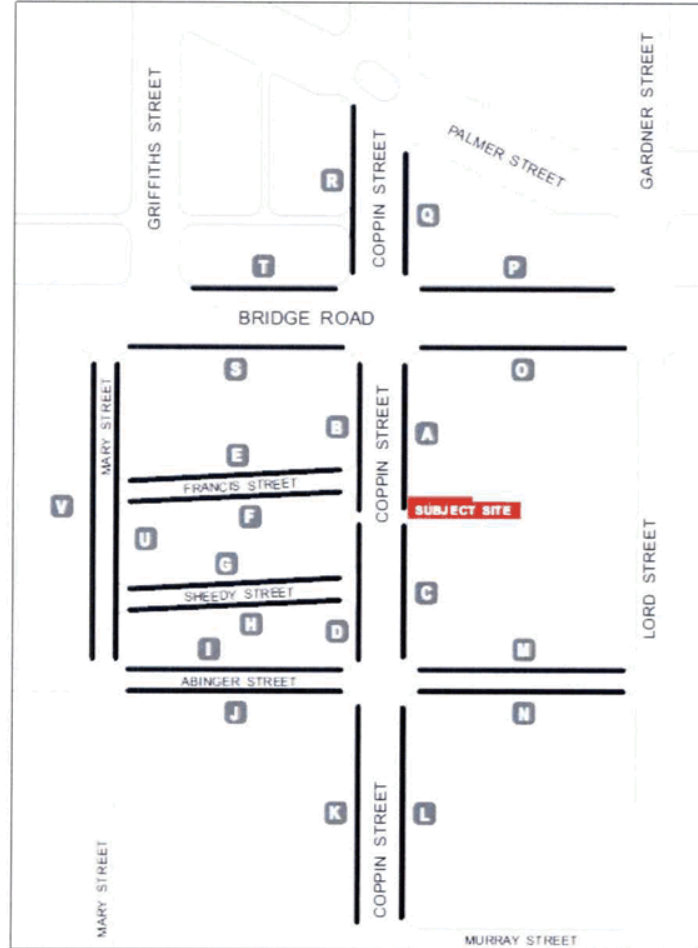 GRIFFITHS STREET
GARDNER STREET
COPPIN STREET
PALMER STREET
R
Q
T
P
BRIDGE ROAD
S
O
MARY STREET
B
A
COPPIN STREET
E
FRANCIS STREET
V
F
SUBJECT SITE
U
G
LORD STREET
SHEEDY STREET
C
H
D
I
M
ABINGER STREET
J
N
K
L
COPPIN STREET
MARY STREET
MURRAY STREET